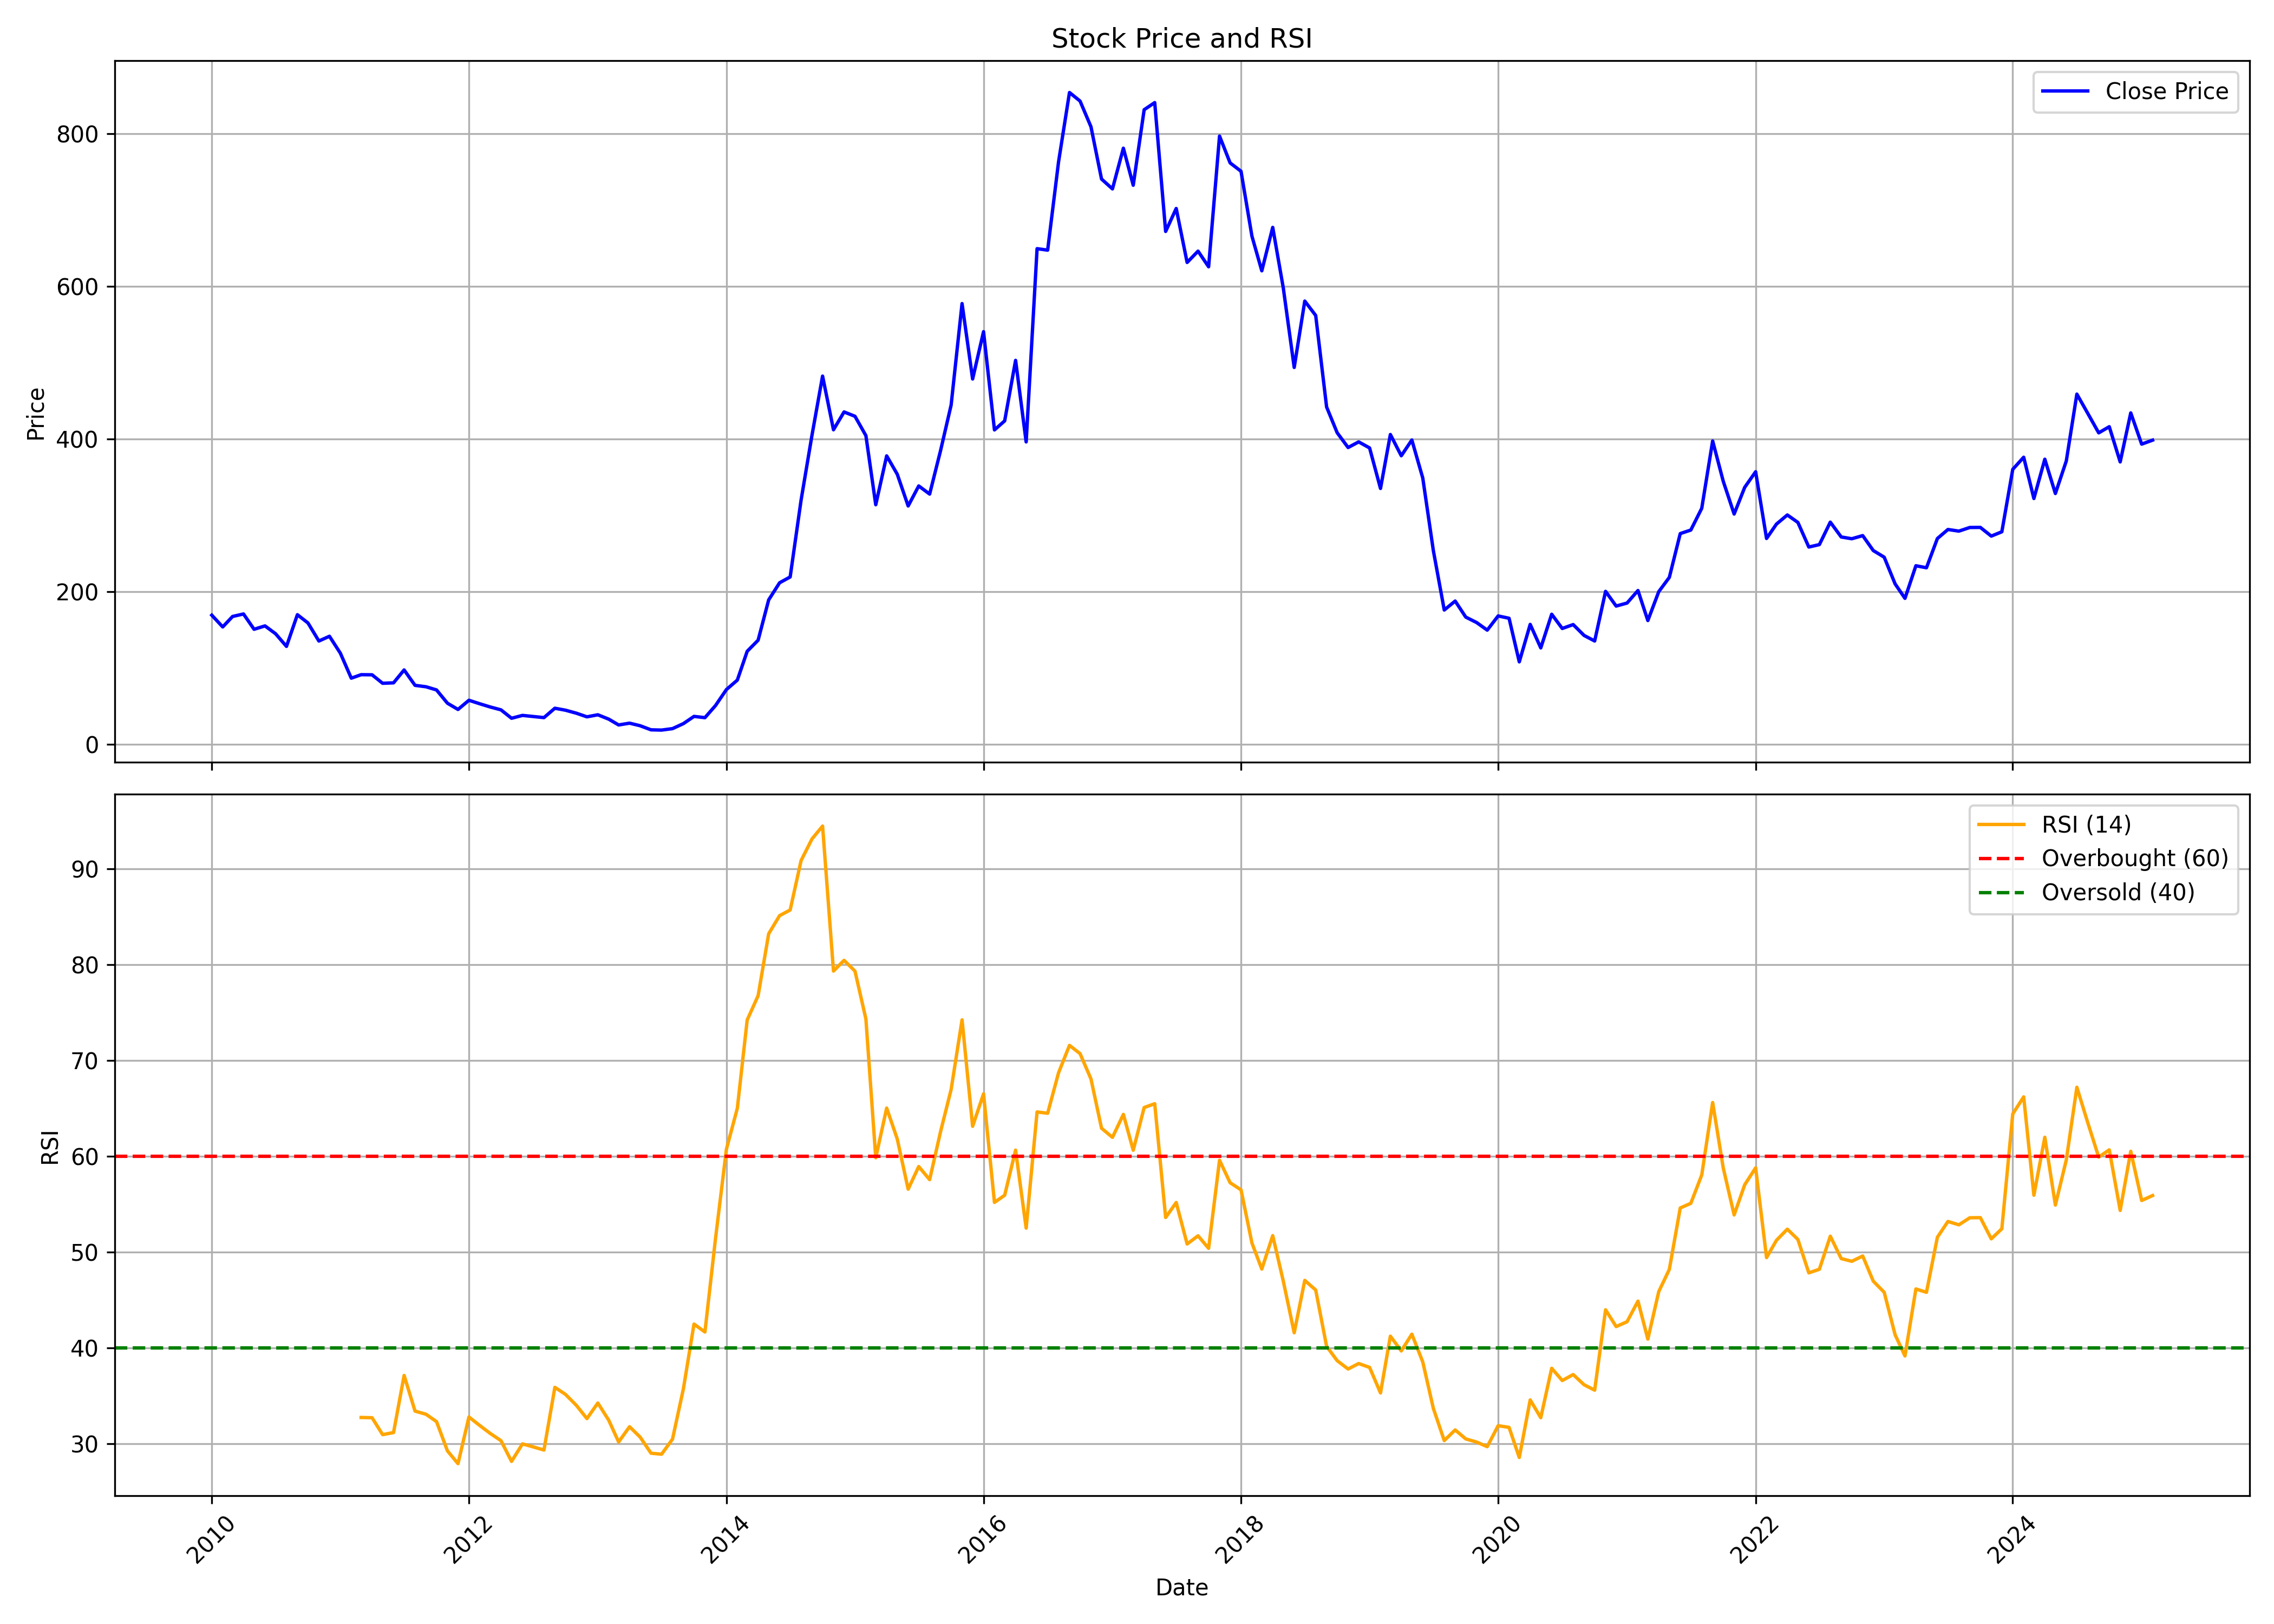 Stock Price and RSI
Close Price
800
600
400
200
0
Price
RSI (14)
Overbought (60)
Oversold (40)
90
80
70
60
50
40
30
RSI
2010 2012 2014 2016 2018 2020 2022 2024
Date